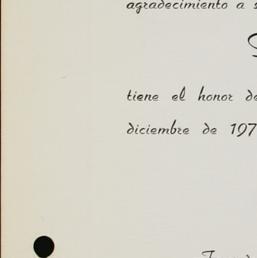 agradecimiento a
tiene el honor de
diciembre de 197